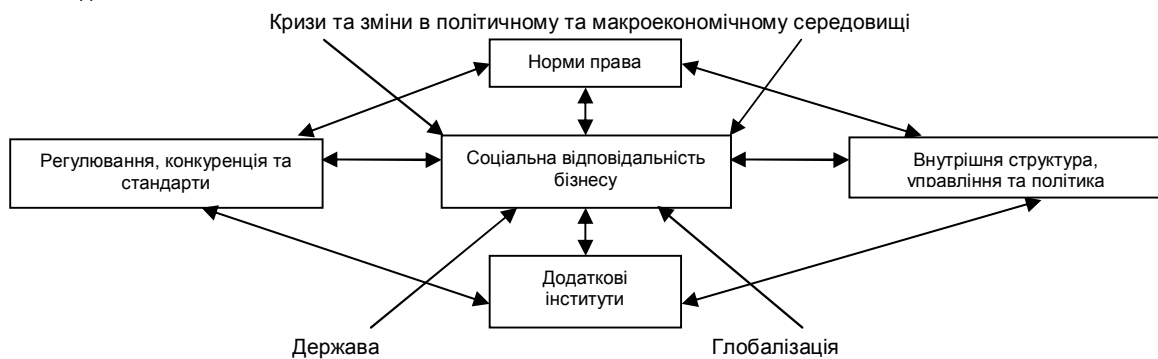 Кризи та зміни в політичному та макроекономічному середовищі
Норми права
Регулювання, конкуренція та
стандарти
Соціальна відповідальність
бізнесу
Внутрішня структура,
управління та політика
Додаткові
інститути
Держава
Глобалізація